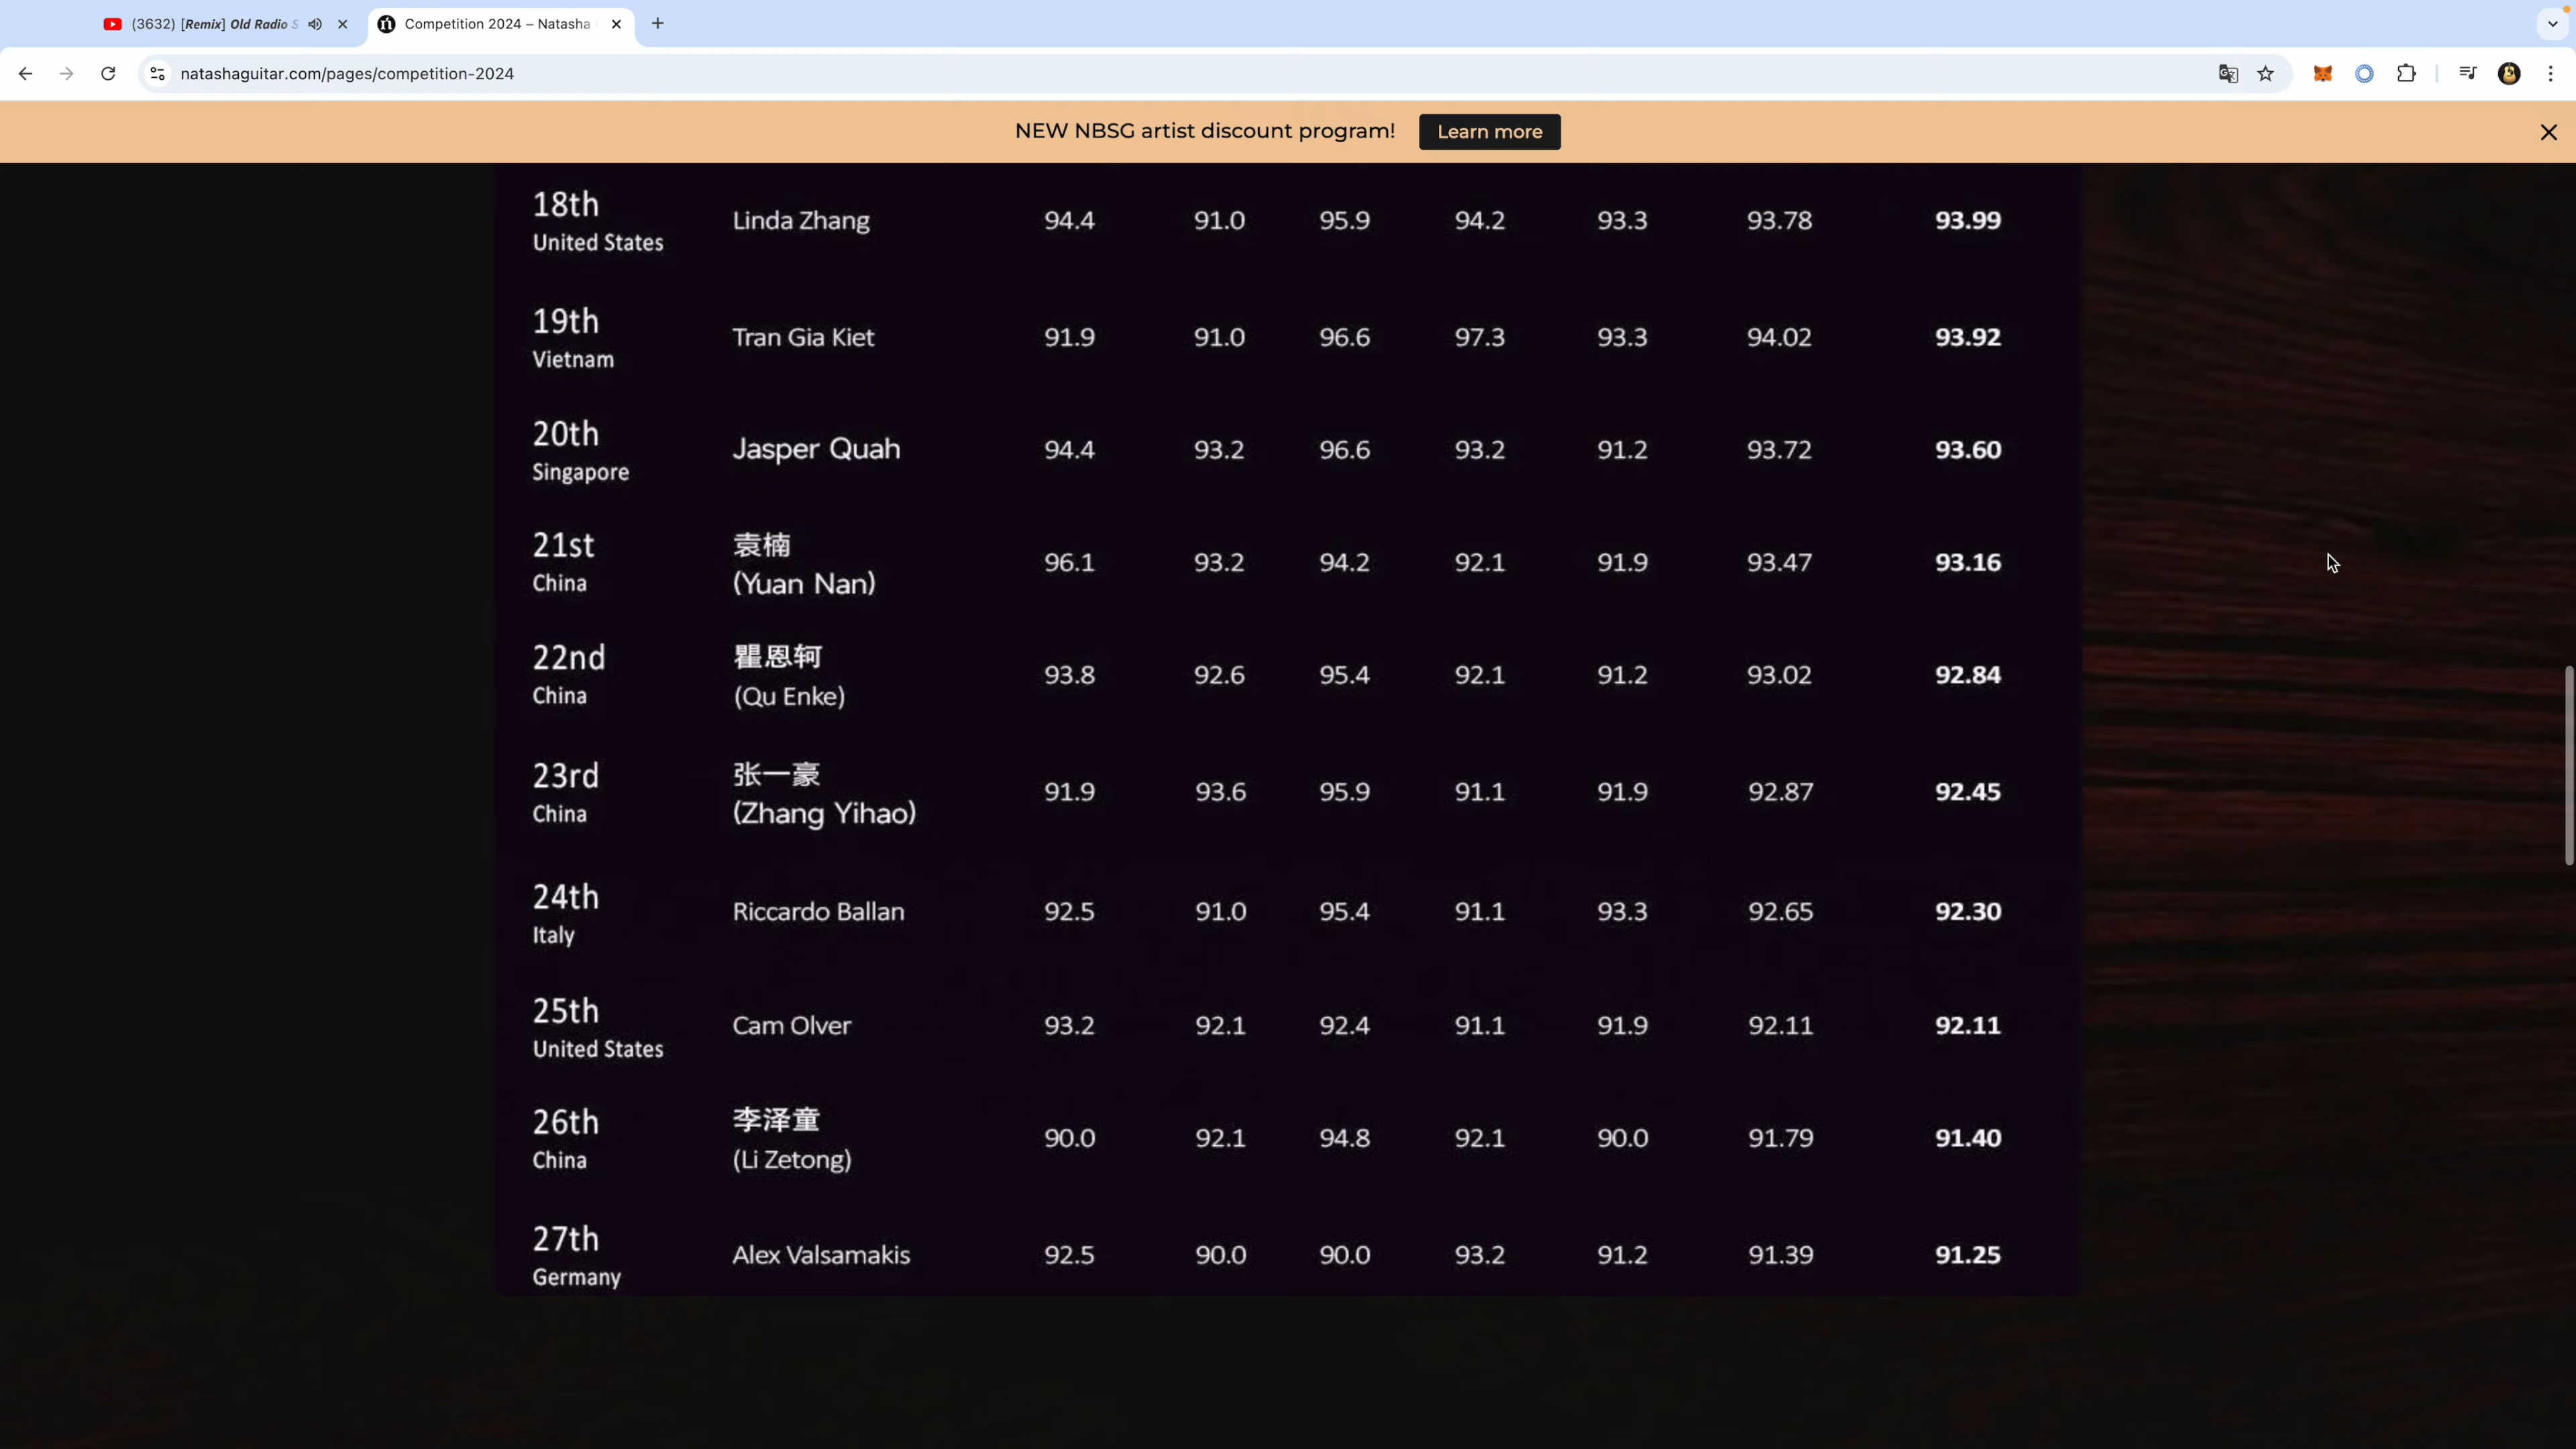 (3632) [Remix] Old Radio S
Competition 2024 – Natasha
natashaguitar.com/pages/competition-2024
NEW NBSG artist discount program! Learn more
18th
United States
Linda Zhang 94.4 91.0 95.9 94.2 93.3 93.78 93.99
19th
Vietnam
Tran Gia Kiet 91.9 91.0 96.6 97.3 93.3 94.02 93.92
20th
Singapore
Jasper Quah 94.4 93.2 96.6 93.2 91.2 93.72 93.60
21st
China
袁楠
(Yuan Nan) 96.1 93.2 94.2 92.1 91.9 93.47 93.16
22nd
China
瞿恩轲
(Qu Enke) 93.8 92.6 95.4 92.1 91.2 93.02 92.84
23rd
China
张一豪
(Zhang Yihao) 91.9 93.6 95.9 91.1 91.9 92.87 92.45
24th
Italy
Riccardo Ballan 92.5 91.0 95.4 91.1 93.3 92.65 92.30
25th
United States
Cam Olver 93.2 92.1 92.4 91.1 91.9 92.11 92.11
26th
China
李泽童
(Li Zetong) 90.0 92.1 94.8 92.1 90.0 91.79 91.40
27th
Germany
Alex Valsamakis 92.5 90.0 90.0 93.2 91.2 91.39 91.25